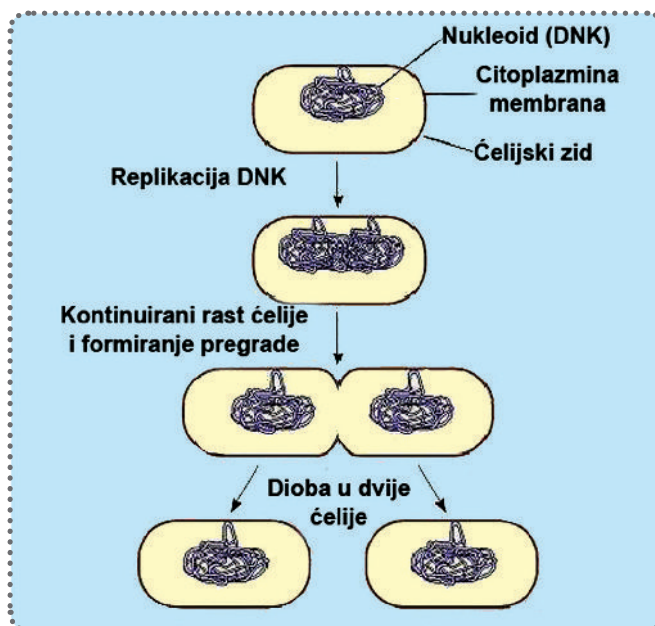 Nukleoid (DNK)
Citoplazmina
membrana
Ćelijski zid
Replikacija DNK
Kontinuirani rast ćelije
i formiranje pregrade
Dioba u dvije
ćelije